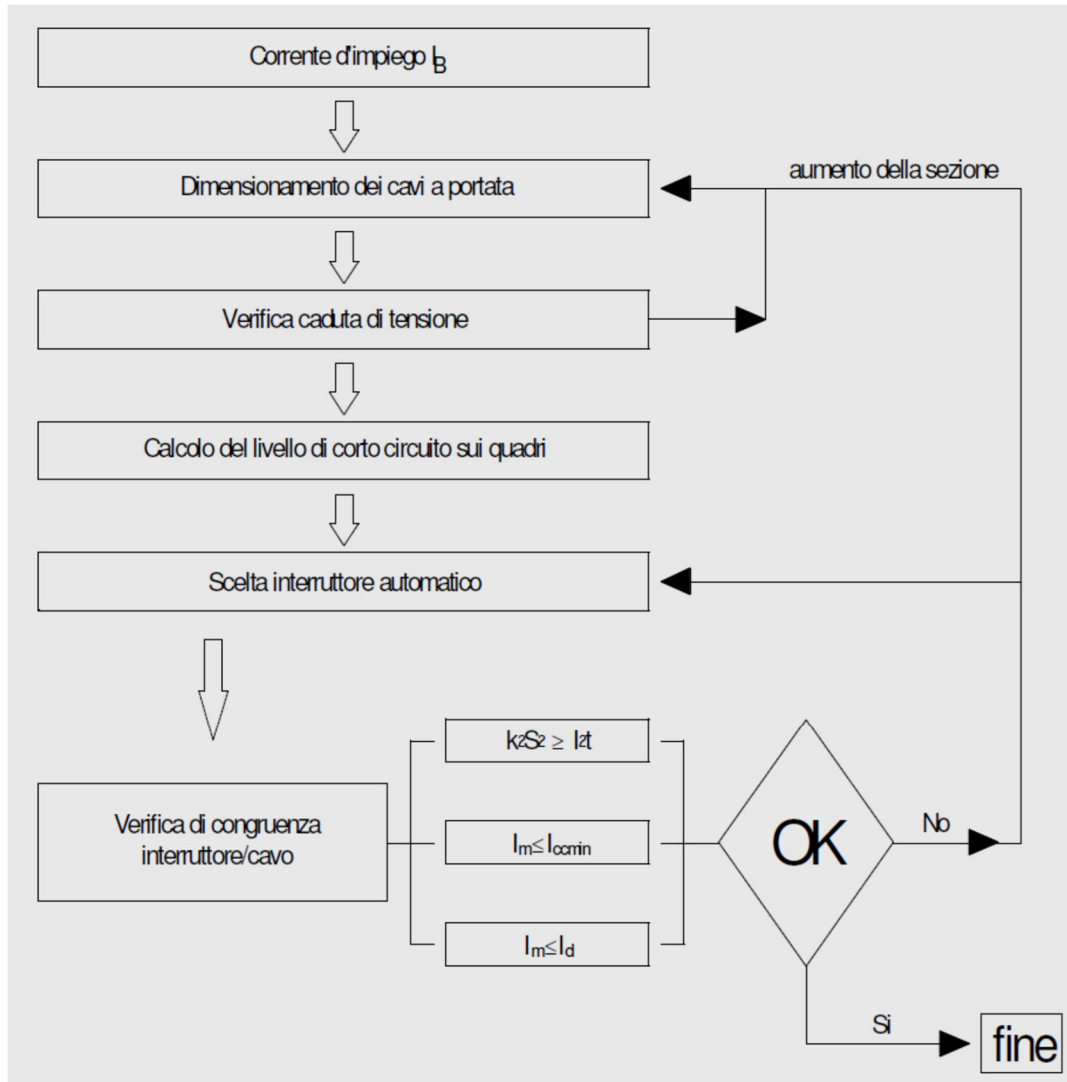 Corrente d'impiego IB
Dimensionamento dei cavi a portata
aumento della sezione
Verifica caduta di tensione
Calcolo del livello di corto circuito sui quadri
Scelta interruttore automatico
k2S2 ≥ I2t
Verifica di congruenza
interruttore/cavo
Im≤Iccmin
Im≤Id
OK
No
Si
fine